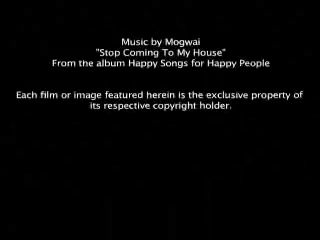 Music by Mogwai
"Stop Coming To My House"
From the album Happy Songs for Happy People
Each film or image featured herein is the exclusive property of
its respective copyright holder.